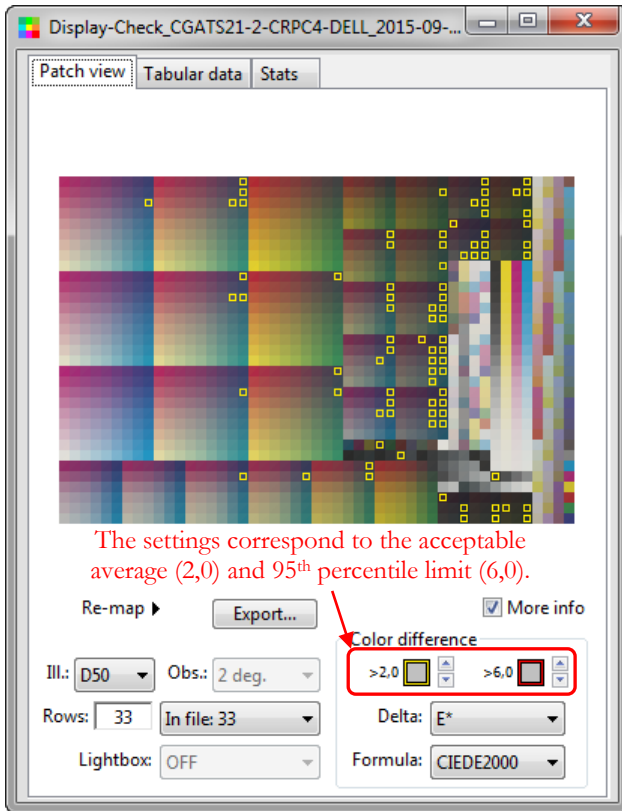 Display-Check_CGATS21-2-CRPC4-DELL_2015-09-...
Patch view Tabular data Stats
The settings correspond to the acceptable
average (2,0) and 95th percentile limit (6,0).
Re-map Export... More info
Color difference
Ill.: D50 Obs.: 2 deg. >2,0 >6,0
Rows: 33 In file: 33 Delta: E*
Lightbox: OFF Formula: CIEDE2000